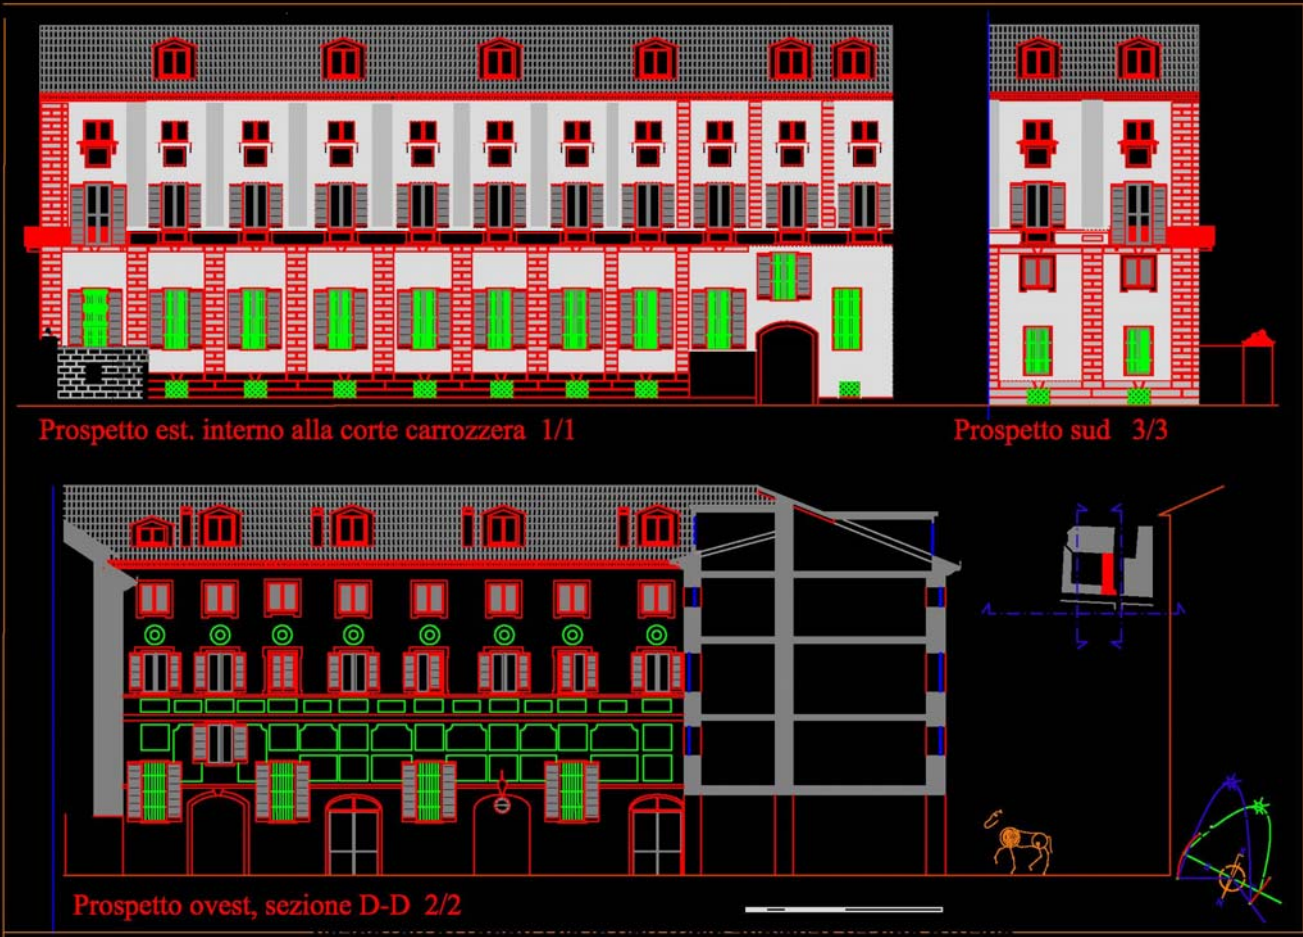 Prospetto est. interno alla corte carrozzera 1/1
Prospetto sud 3/3
Prospetto ovest, sezione D-D 2/2